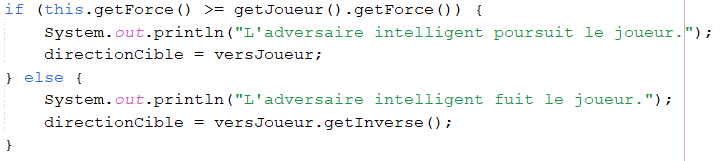 if (this.getForce() >= getJoueur().getForce()) {
    System.out.println("L'adversaire intelligent poursuit le joueur.");
    directionCible = versJoueur;
} else {
    System.out.println("L'adversaire intelligent fuit le joueur.");
    directionCible = versJoueur.getInverse();
}